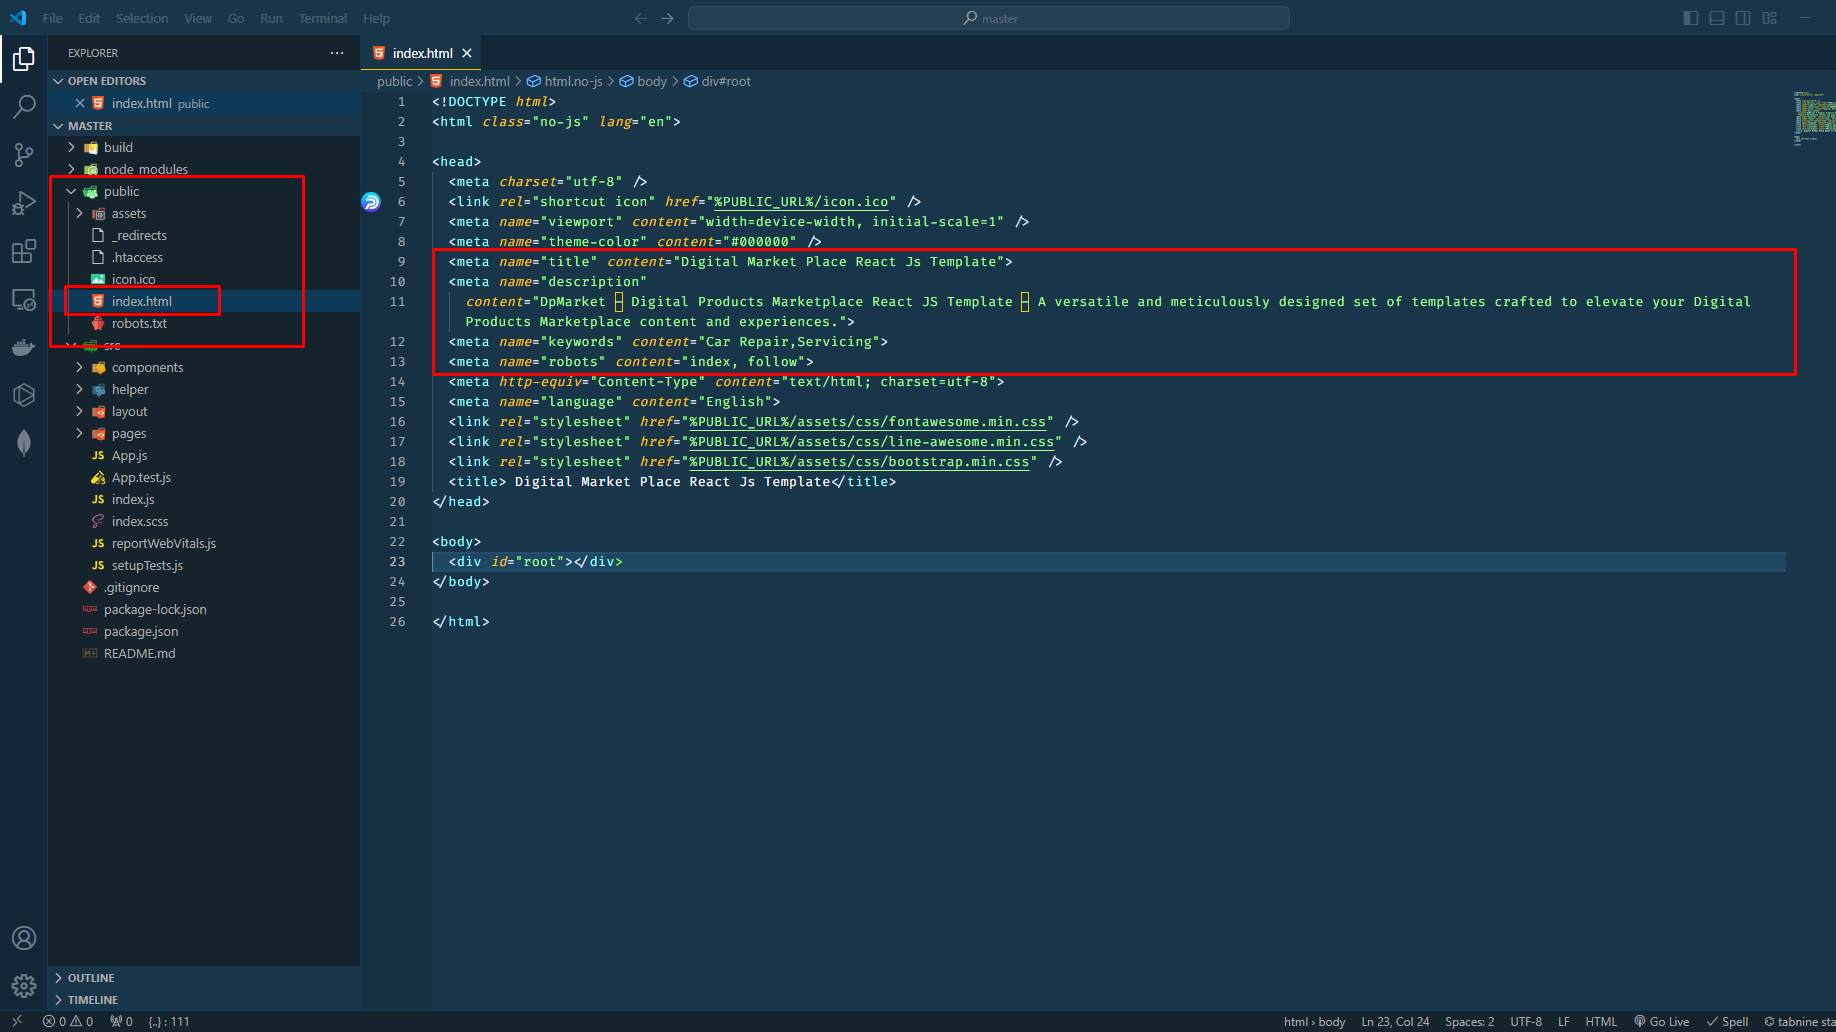 File Edit Selection View Go Run Terminal Help
master
EXPLORER
OPEN EDITORS
index.html public
MASTER
build
node_modules
public
assets
_redirects
.htaccess
icon.ico
index.html
robots.txt
src
components
helper
layout
pages
App.js
App.test.js
index.js
index.scss
reportWebVitals.js
setupTests.js
.gitignore
package-lock.json
package.json
README.md
OUTLINE
TIMELINE
index.html
public > index.html > html.no-js > body > div#root
1 <!DOCTYPE html>
2 <html class="no-js" lang="en">
3
4 <head>
5 <meta charset="utf-8" />
6 <link rel="shortcut icon" href="%PUBLIC_URL%/icon.ico" />
7 <meta name="viewport" content="width=device-width, initial-scale=1" />
8 <meta name="theme-color" content="#000000" />
9 <meta name="title" content="Digital Market Place React Js Template">
10 <meta name="description"
11 content="DpMarket – Digital Products Marketplace React JS Template – A versatile and meticulously designed set of templates crafted to elevate your Digital
Products Marketplace content and experiences.">
12 <meta name="keywords" content="Car Repair,Servicing">
13 <meta name="robots" content="index, follow">
14 <meta http-equiv="Content-Type" content="text/html; charset=utf-8">
15 <meta name="language" content="English">
16 <link rel="stylesheet" href="%PUBLIC_URL%/assets/css/fontawesome.min.css" />
17 <link rel="stylesheet" href="%PUBLIC_URL%/assets/css/line-awesome.min.css" />
18 <link rel="stylesheet" href="%PUBLIC_URL%/assets/css/bootstrap.min.css" />
19 <title> Digital Market Place React Js Template</title>
20 </head>
21
22 <body>
23 <div id="root"></div>
24 </body>
25
26 </html>
0 0 0 {..} : 111
html › body Ln 23, Col 24 Spaces: 2 UTF-8 LF HTML Go Live Spell tabnine sta